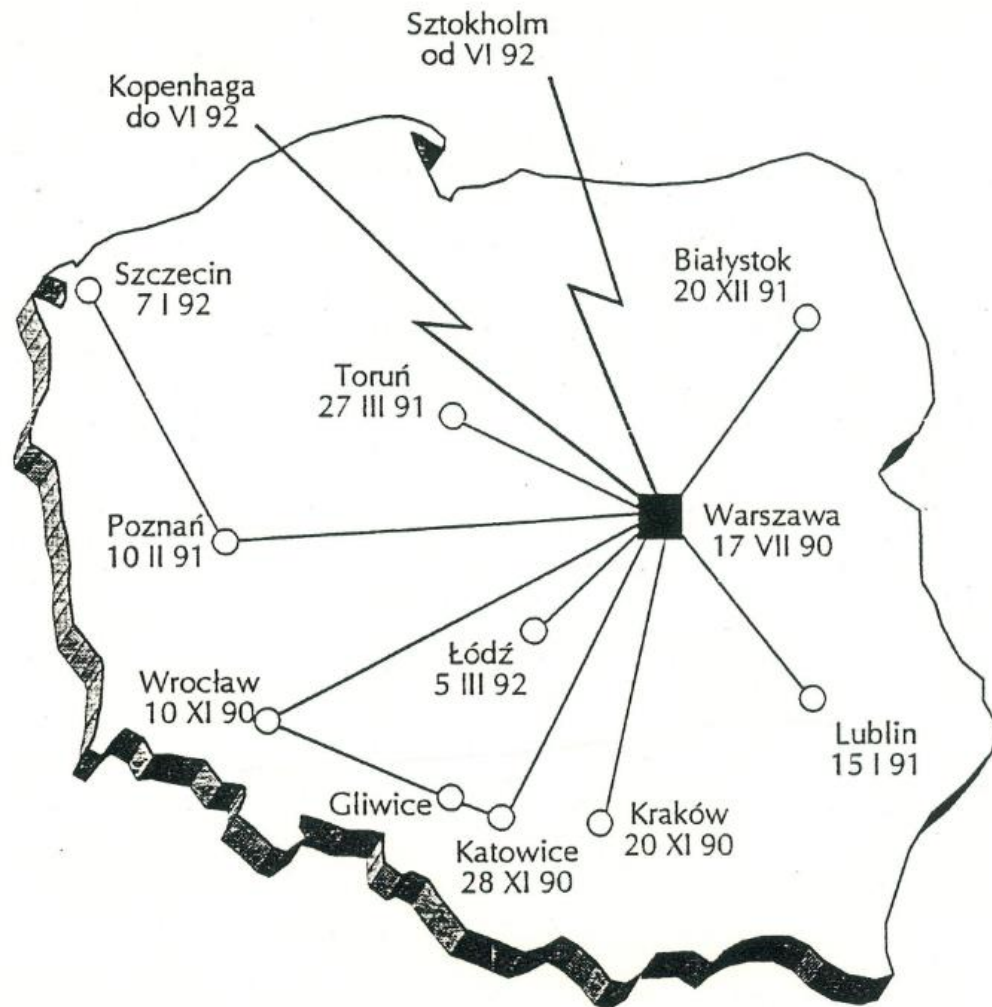 Sztokholm
od VI 92
Kopenhaga
do VI 92
Białystok
20 XII 91
Szczecin
7 I 92
Toruń
27 III 91
Warszawa
17 VII 90
Poznań
10 II 91
Łódź
5 III 92
Wrocław
10 XI 90
Lublin
15 I 91
Gliwice
Kraków
20 XI 90
Katowice
28 XI 90